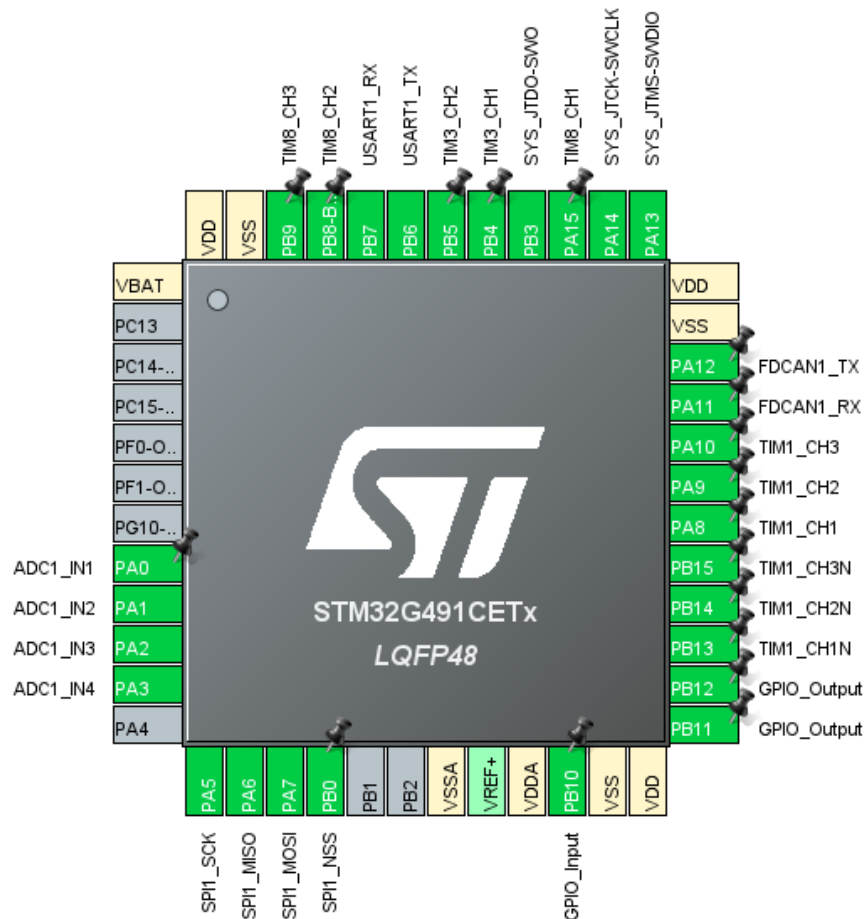 TIM8_CH3
TIM8_CH2
USART1_RX
USART1_TX
TIM3_CH2
TIM3_CH1
SYS_JTDO-SWO
TIM8_CH1
SYS_JTCK-SWCLK
SYS_JTMS-SWDIO
VDD
VSS
PB9
PB8-B..
PB7
PB6
PB5
PB4
PB3
PA15
PA14
PA13
VBAT
PC13
PC14-..
PC15-..
PF0-O..
PF1-O..
PG10-..
ADC1_IN1 PA0
ADC1_IN2 PA1
ADC1_IN3 PA2
ADC1_IN4 PA3
PA4
STM32G491CETx
LQFP48
VDD
VSS
PA12 FDCAN1_TX
PA11 FDCAN1_RX
PA10 TIM1_CH3
PA9 TIM1_CH2
PA8 TIM1_CH1
PB15 TIM1_CH3N
PB14 TIM1_CH2N
PB13 TIM1_CH1N
PB12 GPIO_Output
PB11 GPIO_Output
PA5
PA6
PA7
PB0
PB1
PB2
VSSA
VREF+
VDDA
PB10
VSS
VDD
SPI1_SCK
SPI1_MISO
SPI1_MOSI
SPI1_NSS
GPIO_Input